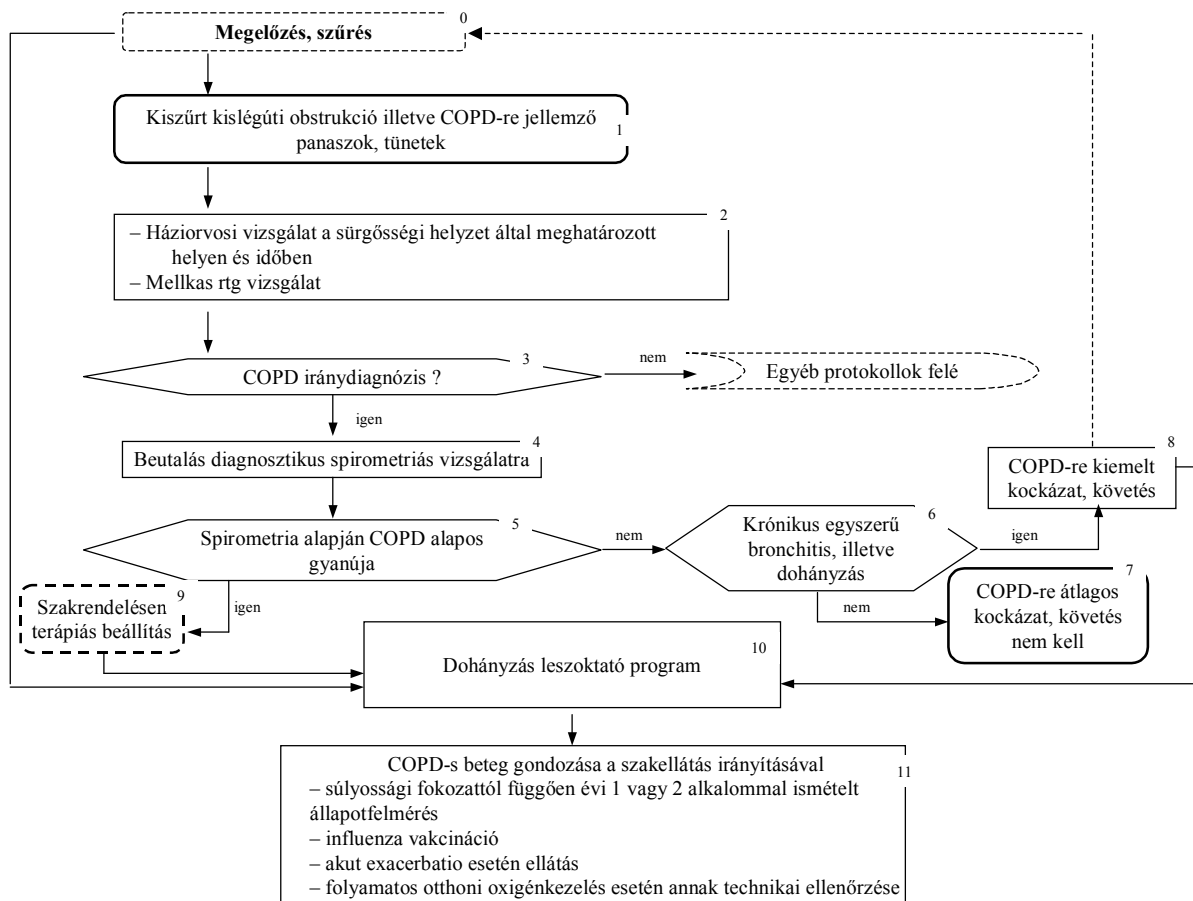 0
Megelőzés, szűrés
Kiszűrt kislégúti obstrukció illetve COPD-re jellemző
panaszok, tünetek
1
2
– Háziorvosi vizsgálat a sürgősségi helyzet által meghatározott
helyen és időben
– Mellkas rtg vizsgálat
3
COPD iránydiagnózis ?
nem
Egyéb protokollok felé
igen
4
Beutalás diagnosztikus spirometriás vizsgálatra
8
COPD-re kiemelt
kockázat, követés
5
Spirometria alapján COPD alapos
gyanúja
nem
6
Krónikus egyszerű
bronchitis, illetve
dohányzás
igen
7
COPD-re átlagos
kockázat, követés
nem kell
nem
igen
9
Szakrendelésen
terápiás beállítás
10
Dohányzás leszoktató program
COPD-s beteg gondozása a szakellátás irányításával
11
– súlyossági fokozattól függően évi 1 vagy 2 alkalommal ismételt
állapotfelmérés
– influenza vakcináció
– akut exacerbatio esetén ellátás
– folyamatos otthoni oxigénkezelés esetén annak technikai ellenőrzése